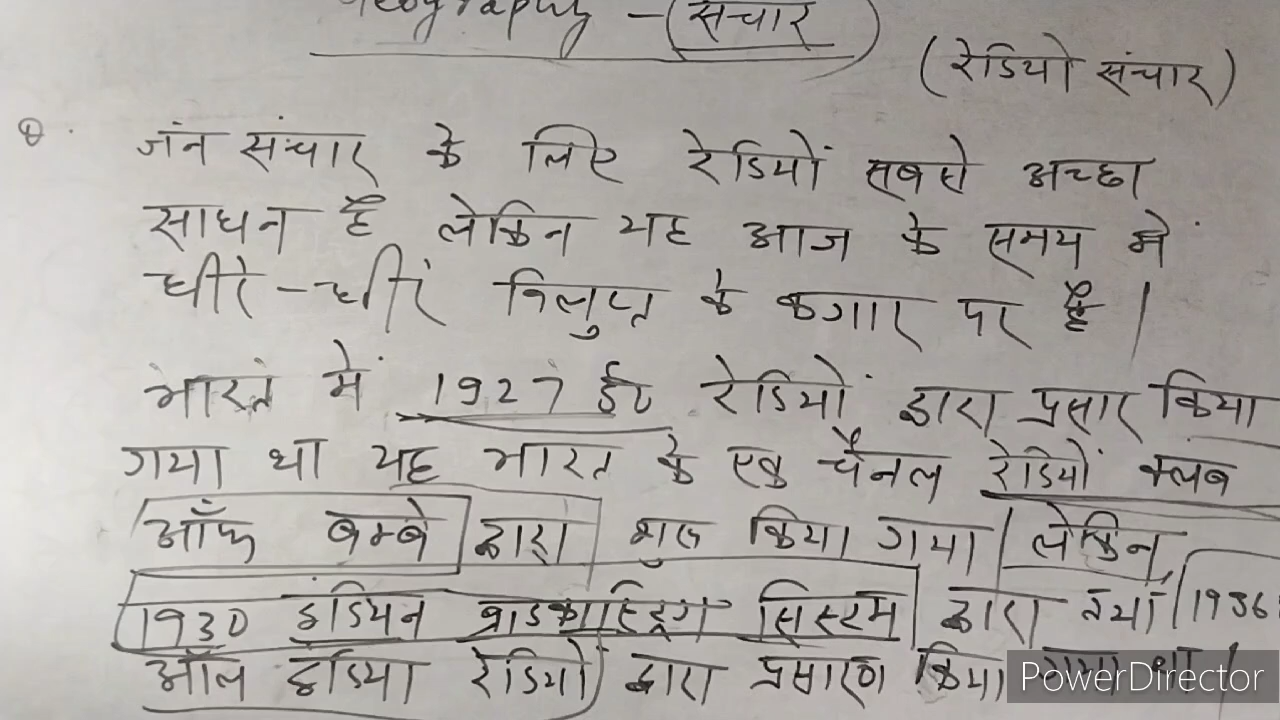 Geography - (संचार)
(रेडियो संचार)
जंन संचार के लिए रेडियों सबसे अच्छा
साधन है लेकिन यह आज के समय में
धीरे-धीरे विलुप्त के कगार पर है।
भारत में 1927 ई० रेडियों द्वारा प्रसार किया
गया था यह भारत के एक चैनल रेडियों क्लब
ऑफ बम्बे द्वारा शुरू किया गया लेकिन
1930 इंडियन ब्राडकास्टिंग सिस्टम द्वारा तथा 1936
ऑल इंडिया रेडियो द्वारा प्रसारण किया गया था।
PowerDirector